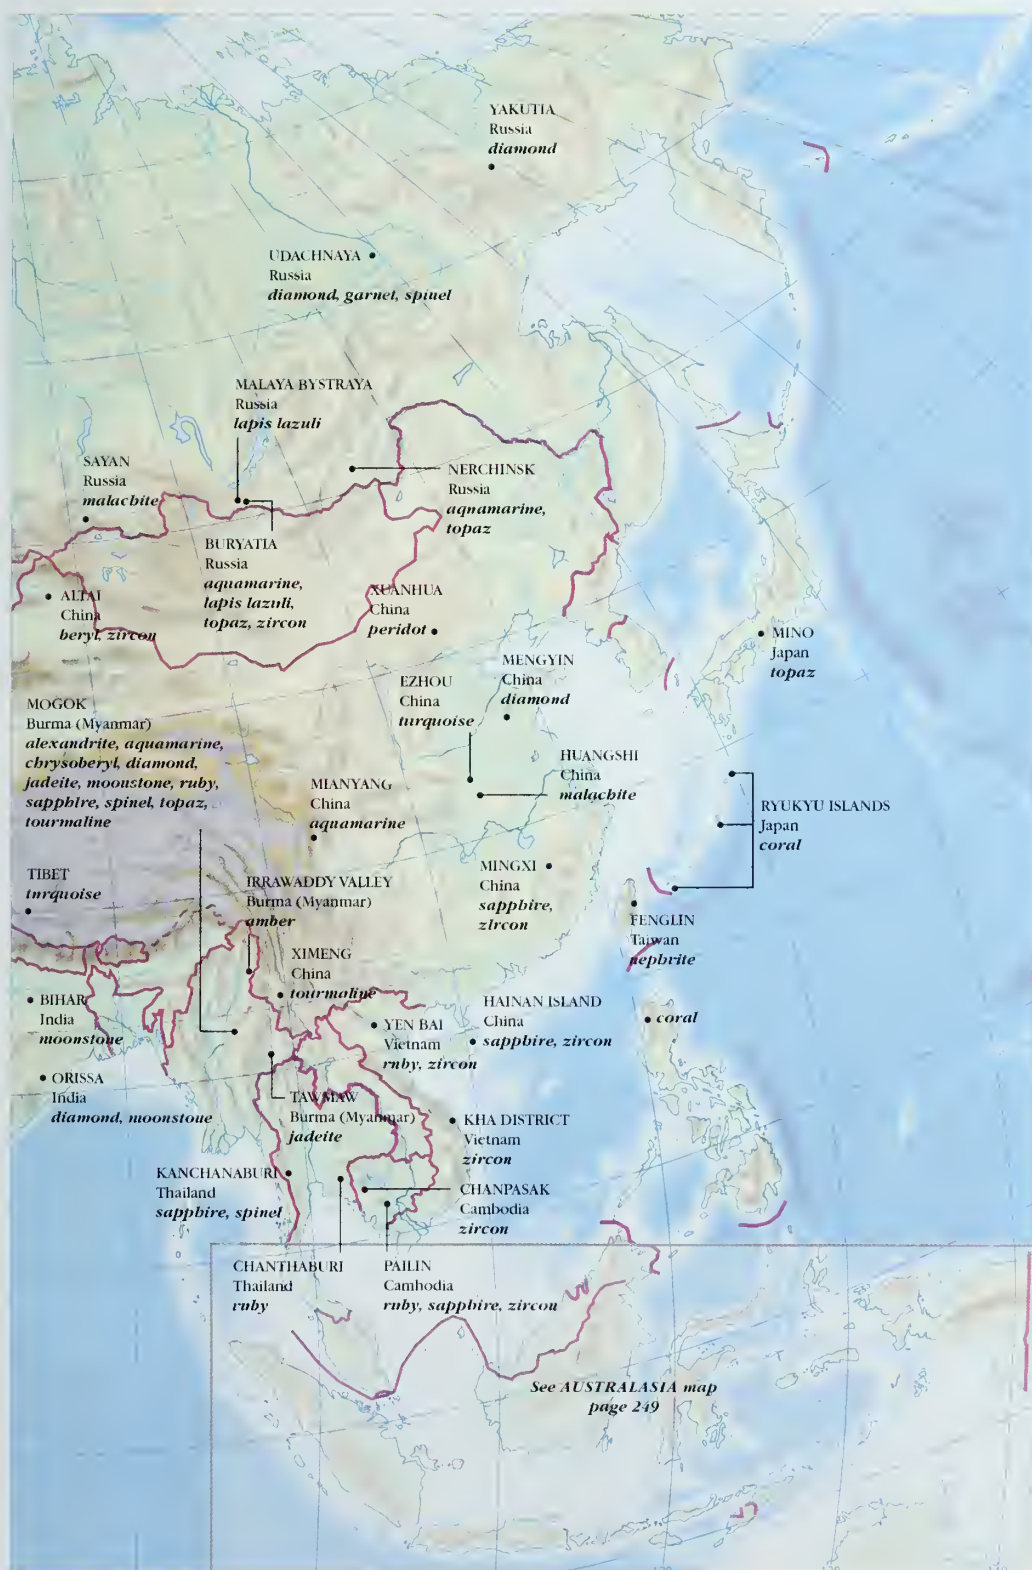 YAKUTIA
Russia
diamond
UDACHNAYA
Russia
diamond, garnet, spinel
MALAYA BYSTRAYA
Russia
lapis lazuli
SAYAN
Russia
malachite
NERCHINSK
Russia
aquamarine,
topaz
BURYATIA
Russia
aquamarine,
lapis lazuli,
topaz, zircon
ALTAI
China
beryl, zircon
XUANHUA
China
peridot
MINO
Japan
topaz
MENGYIN
China
diamond
EZHOU
China
turquoise
MOGOK
Burma (Myanmar)
alexandrite, aquamarine,
chrysoberyl, diamond,
jadeite, moonstone, ruby,
sapphire, spinel, topaz,
tourmaline
HUANGSHI
China
malachite
MIANYANG
China
aquamarine
RYUKYU ISLANDS
Japan
coral
TIBET
turquoise
IRRAWADDY VALLEY
Burma (Myanmar)
amber
MINGXI
China
sapphire,
zircon
FENGLIN
Taiwan
nephrite
XIMENG
China
tourmaline
BIHAR
India
moonstone
HAINAN ISLAND
China
sapphire, zircon
coral
YEN BAI
Vietnam
ruby, zircon
ORISSA
India
diamond, moonstone
TAWMAW
Burma (Myanmar)
jadeite
KHA DISTRICT
Vietnam
zircon
KANCHANABURI
Thailand
sapphire, spinel
CHANPASAK
Cambodia
zircon
CHANTHABURI
Thailand
ruby
PAILIN
Cambodia
ruby, sapphire, zircon
See AUSTRALASIA map
page 249